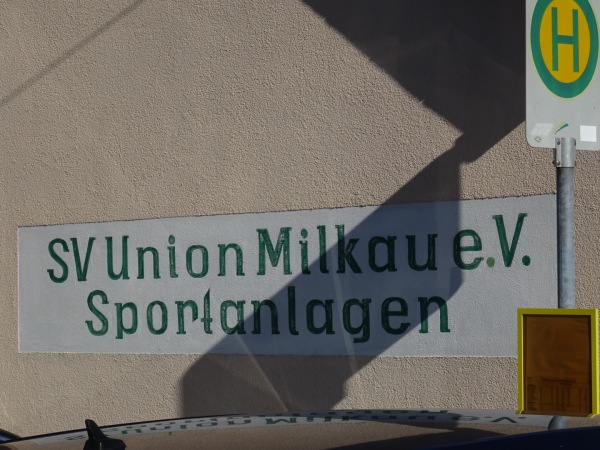 H
SV Union Milkau e.V.
Sportanlagen